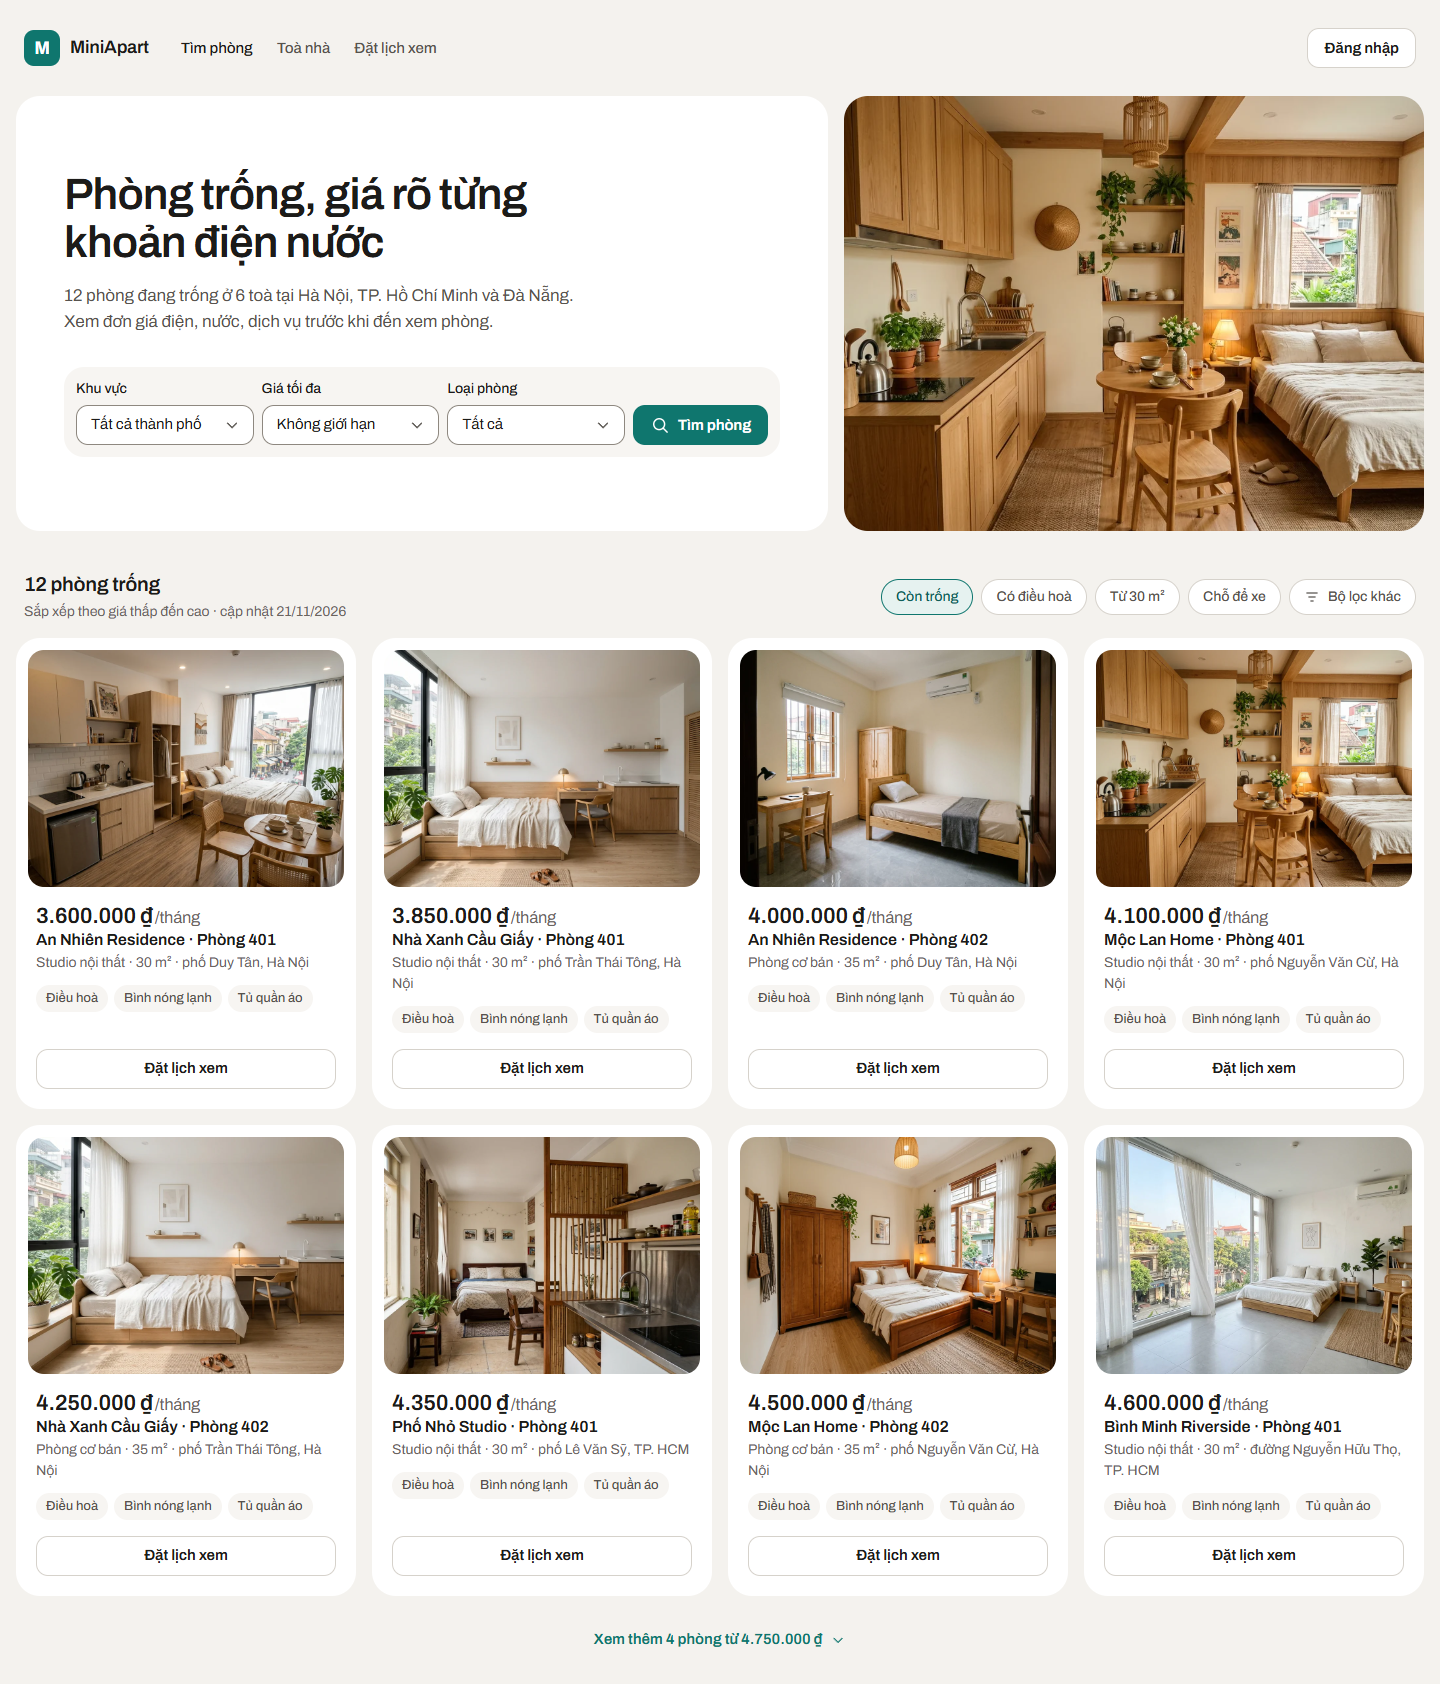 M MiniApart Tìm phòng Toà nhà Đặt lịch xem Đăng nhập
Phòng trống, giá rõ từng
khoản điện nước
12 phòng đang trống ở 6 toà tại Hà Nội, TP. Hồ Chí Minh và Đà Nẵng.
Xem đơn giá điện, nước, dịch vụ trước khi đến xem phòng.
Khu vực Giá tối đa Loại phòng
Tất cả thành phố Không giới hạn Tất cả Tìm phòng
12 phòng trống
Sắp xếp theo giá thấp đến cao · cập nhật 21/11/2026
Còn trống Có điều hoà Từ 30 m² Chỗ để xe Bộ lọc khác
3.600.000 ₫/tháng
An Nhiên Residence · Phòng 401
Studio nội thất · 30 m² · phố Duy Tân, Hà Nội
Điều hoà Bình nóng lạnh Tủ quần áo
Đặt lịch xem
3.850.000 ₫/tháng
Nhà Xanh Cầu Giấy · Phòng 401
Studio nội thất · 30 m² · phố Trần Thái Tông, Hà
Nội
Điều hoà Bình nóng lạnh Tủ quần áo
Đặt lịch xem
4.000.000 ₫/tháng
An Nhiên Residence · Phòng 402
Phòng cơ bản · 35 m² · phố Duy Tân, Hà Nội
Điều hoà Bình nóng lạnh Tủ quần áo
Đặt lịch xem
4.100.000 ₫/tháng
Mộc Lan Home · Phòng 401
Studio nội thất · 30 m² · phố Nguyễn Văn Cừ, Hà
Nội
Điều hoà Bình nóng lạnh Tủ quần áo
Đặt lịch xem
4.250.000 ₫/tháng
Nhà Xanh Cầu Giấy · Phòng 402
Phòng cơ bản · 35 m² · phố Trần Thái Tông, Hà
Nội
Điều hoà Bình nóng lạnh Tủ quần áo
Đặt lịch xem
4.350.000 ₫/tháng
Phố Nhỏ Studio · Phòng 401
Studio nội thất · 30 m² · phố Lê Văn Sỹ, TP. HCM
Điều hoà Bình nóng lạnh Tủ quần áo
Đặt lịch xem
4.500.000 ₫/tháng
Mộc Lan Home · Phòng 402
Phòng cơ bản · 35 m² · phố Nguyễn Văn Cừ, Hà
Nội
Điều hoà Bình nóng lạnh Tủ quần áo
Đặt lịch xem
4.600.000 ₫/tháng
Bình Minh Riverside · Phòng 401
Studio nội thất · 30 m² · đường Nguyễn Hữu Thọ,
TP. HCM
Điều hoà Bình nóng lạnh Tủ quần áo
Đặt lịch xem
Xem thêm 4 phòng từ 4.750.000 ₫